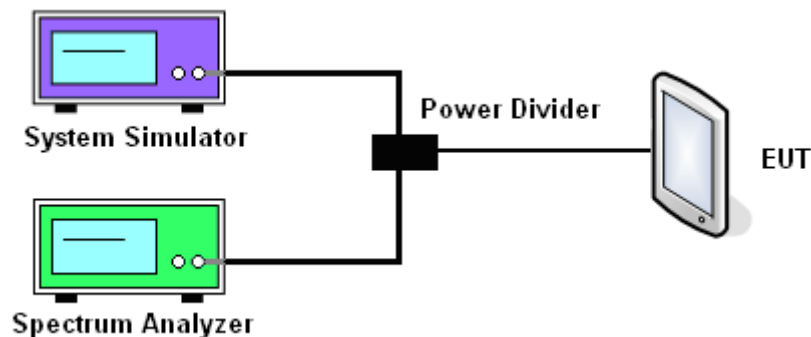 System Simulator
Power Divider
EUT
Spectrum Analyzer